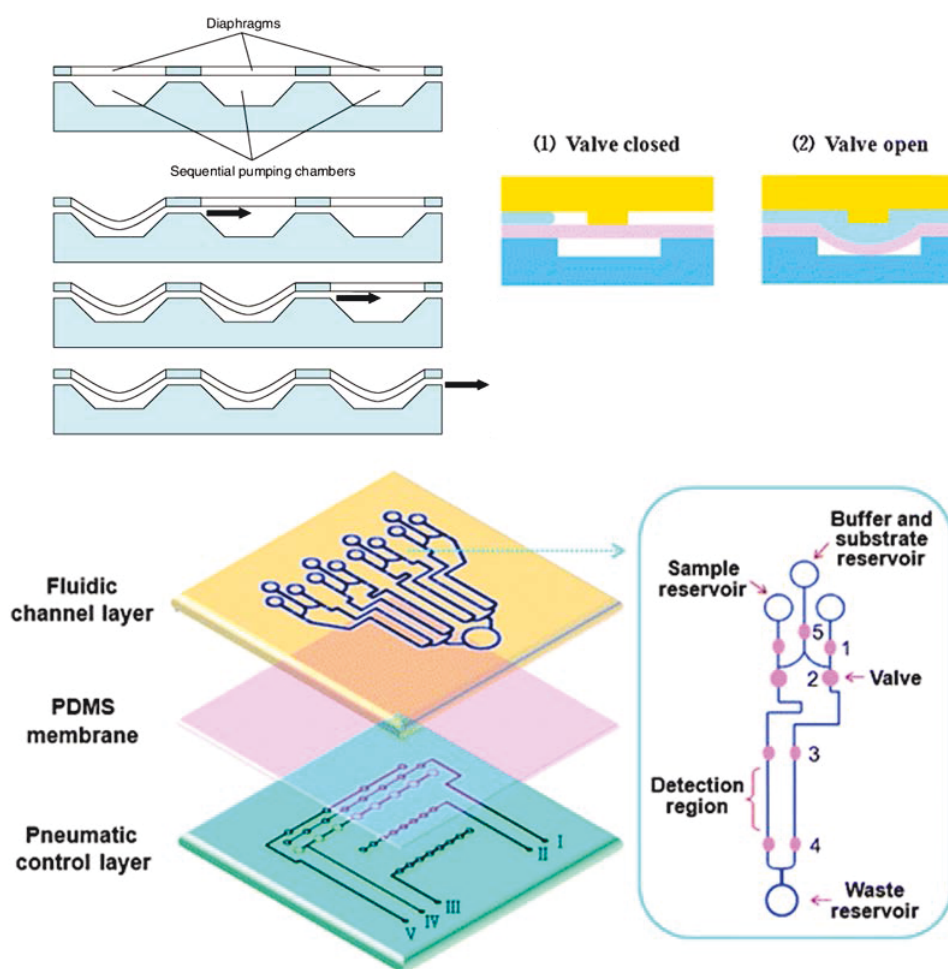 Diaphragms
Sequential pumping chambers
(1) Valve closed
(2) Valve open
Fluidic
channel layer
PDMS
membrane
Pneumatic
control layer
I
II
III
IV
V
Buffer and
substrate
reservoir
Sample
reservoir
5
1
2
Valve
3
Detection
region
4
Waste
reservoir